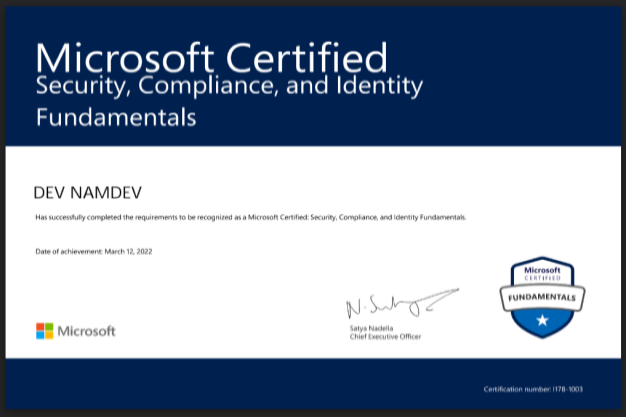 Microsoft Certified
Security, Compliance, and Identity
Fundamentals
DEV NAMDEV
Has successfully completed the requirements to be recognized as a Microsoft Certified: Security, Compliance, and Identity Fundamentals.
Date of achievement: March 12, 2022
Microsoft
CERTIFIED
FUNDAMENTALS
N. Satya
Satya Nadella
Chief Executive Officer
Microsoft
Certification number: I178-1003